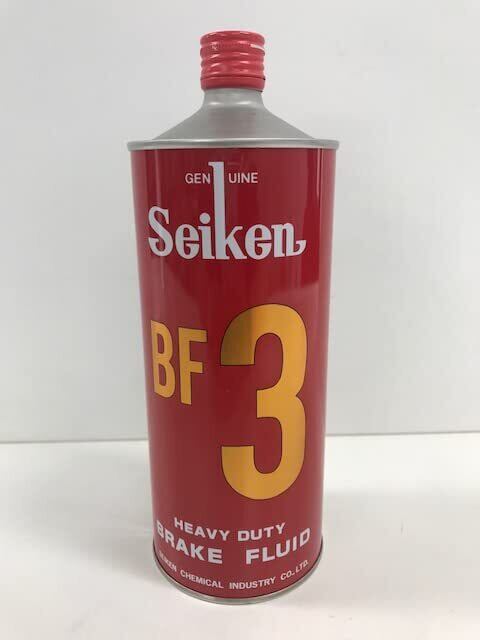 GENUINE
Seiken
BF 3
HEAVY DUTY
BRAKE FLUID
SEIKEN CHEMICAL INDUSTRY CO., LTD.